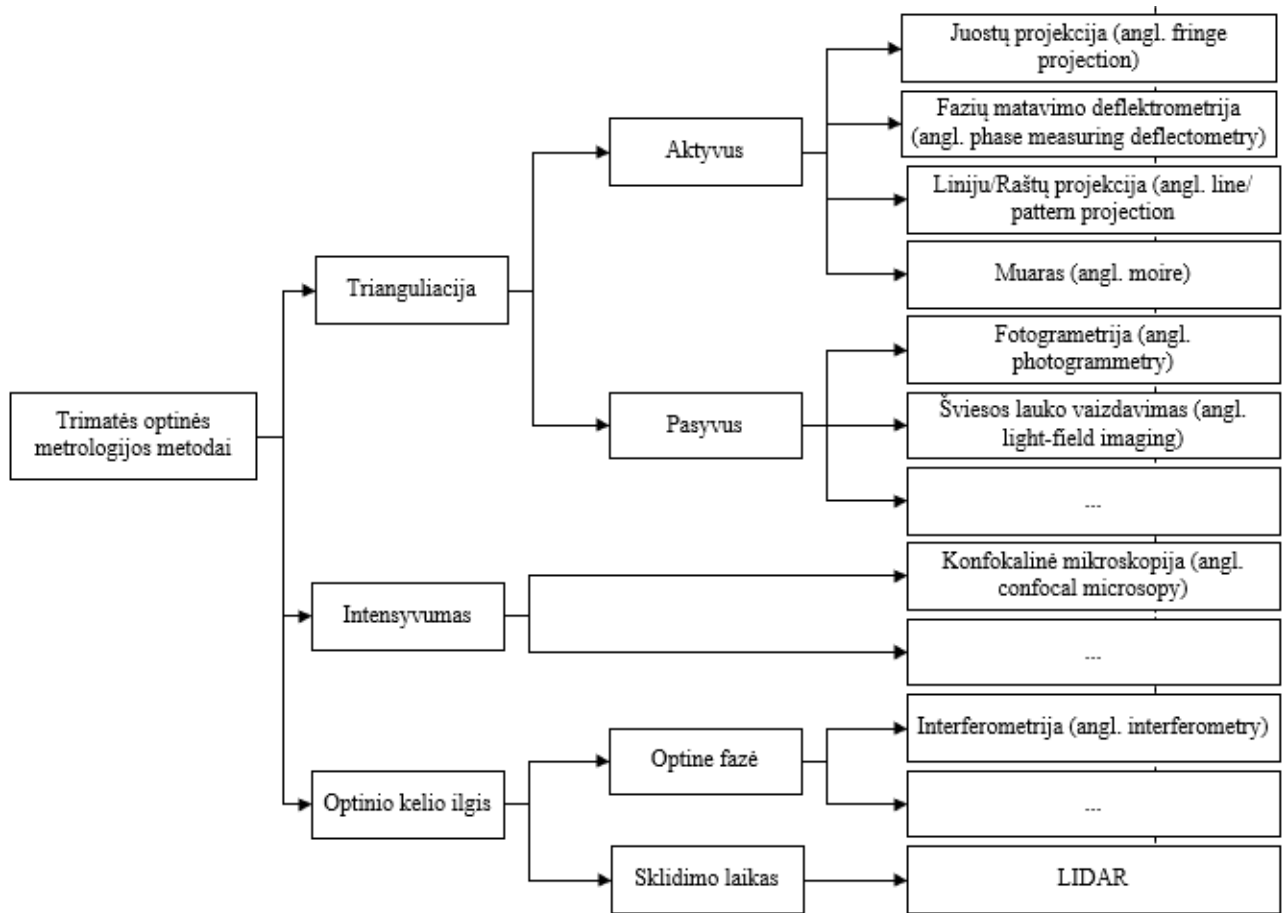 Juostų projekcija (angl. fringe
projection)
Fazių matavimo deflektrometrija
(angl. phase measuring deflectometry)
Aktyvus
Liniju/Raštų projekcija (angl. line/
pattern projection
Muaras (angl. moire)
Trianguliacija
Fotogrametrija (angl.
photogrammetry)
Pasyvus
Šviesos lauko vaizdavimas (angl.
light-field imaging)
...
Trimatės optinės
metrologijos metodai
Konfokalinė mikroskopija (angl.
confocal microsopy)
Intensyvumas
...
Interferometrija (angl. interferometry)
Optine fazė
...
Optinio kelio ilgis
Sklidimo laikas
LIDAR